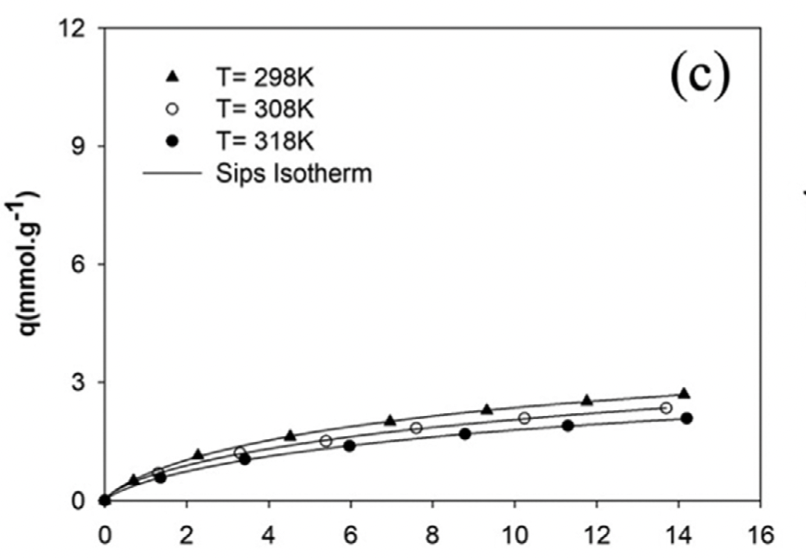 12
9
6
3
0
q(mmol.g-1)
(c)
T= 298K
T= 308K
T= 318K
Sips Isotherm
0 2 4 6 8 10 12 14 16